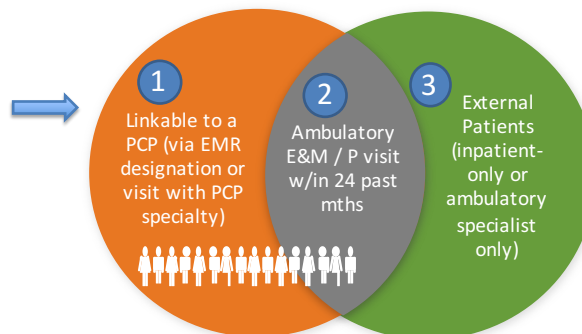 1
Linkable to a
PCP (via EMR
designation or
visit with PCP
specialty)
2
Ambulatory
E&M / P visit
w/in 24 past
mths
3
External
Patients
(inpatient-
only or
ambulatory
specialist
only)